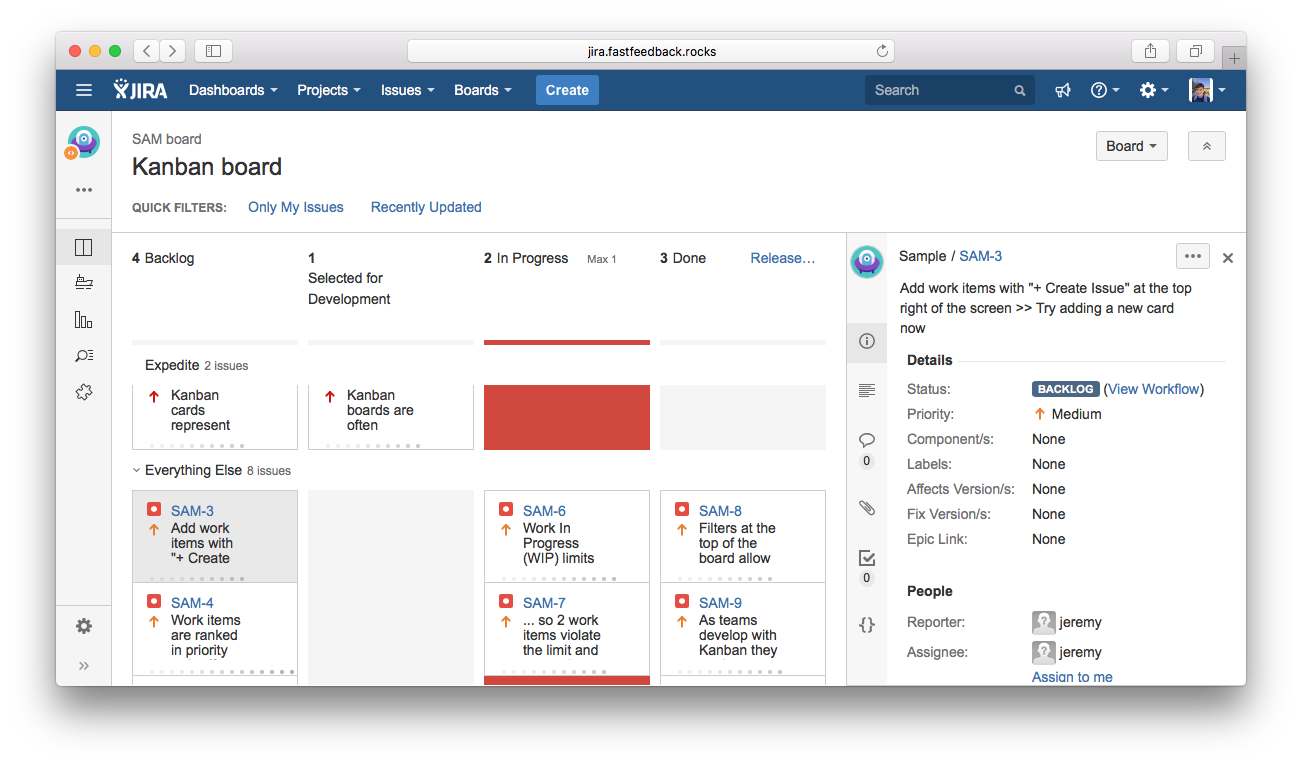 jira.fastfeedback.rocks
JIRA Dashboards Projects Issues Boards Create Search
SAM board
Kanban board
Board
QUICK FILTERS: Only My Issues Recently Updated
4 Backlog
1
Selected for
Development
2 In Progress Max 1
3 Done
Release…
Expedite 2 issues
Kanban
cards
represent
Kanban
boards are
often
Everything Else 8 issues
SAM-3
Add work
items with
"+ Create
SAM-6
Work In
Progress
(WIP) limits
SAM-8
Filters at the
top of the
board allow
SAM-4
Work items
are ranked
in priority
SAM-7
... so 2 work
items violate
the limit and
SAM-9
As teams
develop with
Kanban they
Sample / SAM-3
Add work items with "+ Create Issue" at the top
right of the screen >> Try adding a new card
now
0
0
Details
Status: BACKLOG (View Workflow)
Priority: Medium
Component/s: None
Labels: None
Affects Version/s: None
Fix Version/s: None
Epic Link: None
People
Reporter: jeremy
Assignee: jeremy
Assign to me